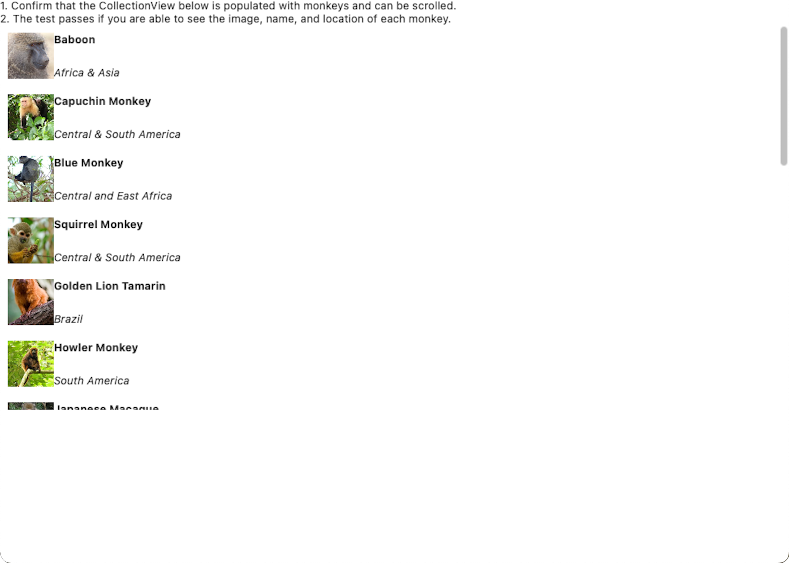 1. Confirm that the CollectionView below is populated with monkeys and can be scrolled.
2. The test passes if you are able to see the image, name, and location of each monkey.
Baboon
Africa & Asia
Capuchin Monkey
Central & South America
Blue Monkey
Central and East Africa
Squirrel Monkey
Central & South America
Golden Lion Tamarin
Brazil
Howler Monkey
South America
Japanese Macaque